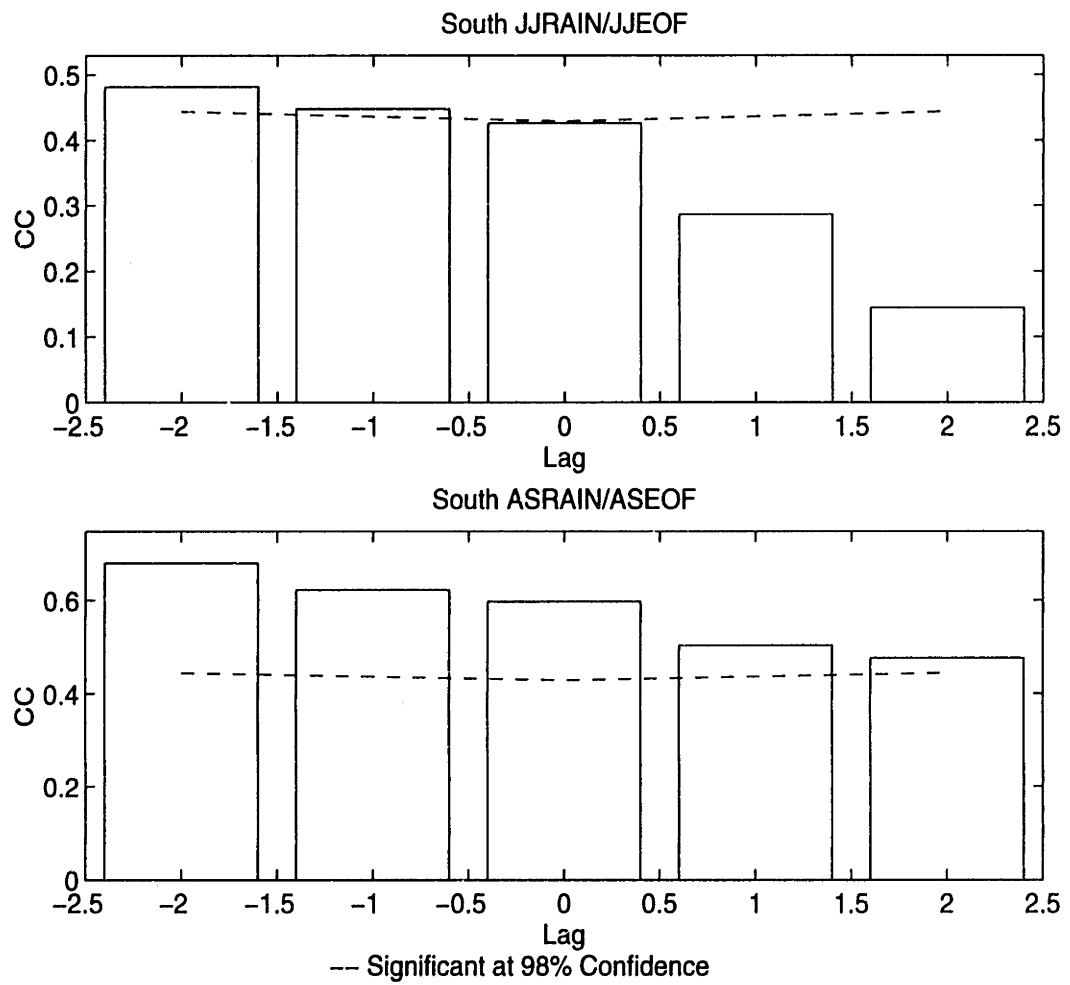 South JJRAIN/JJEOF
0.5
0.4
0.3
0.2
0.1
0
CC
−2.5 −2 −1.5 −1 −0.5 0 0.5 1 1.5 2 2.5
Lag
South ASRAIN/ASEOF
0.6
0.4
0.2
0
CC
−2.5 −2 −1.5 −1 −0.5 0 0.5 1 1.5 2 2.5
Lag
−− Significant at 98% Confidence